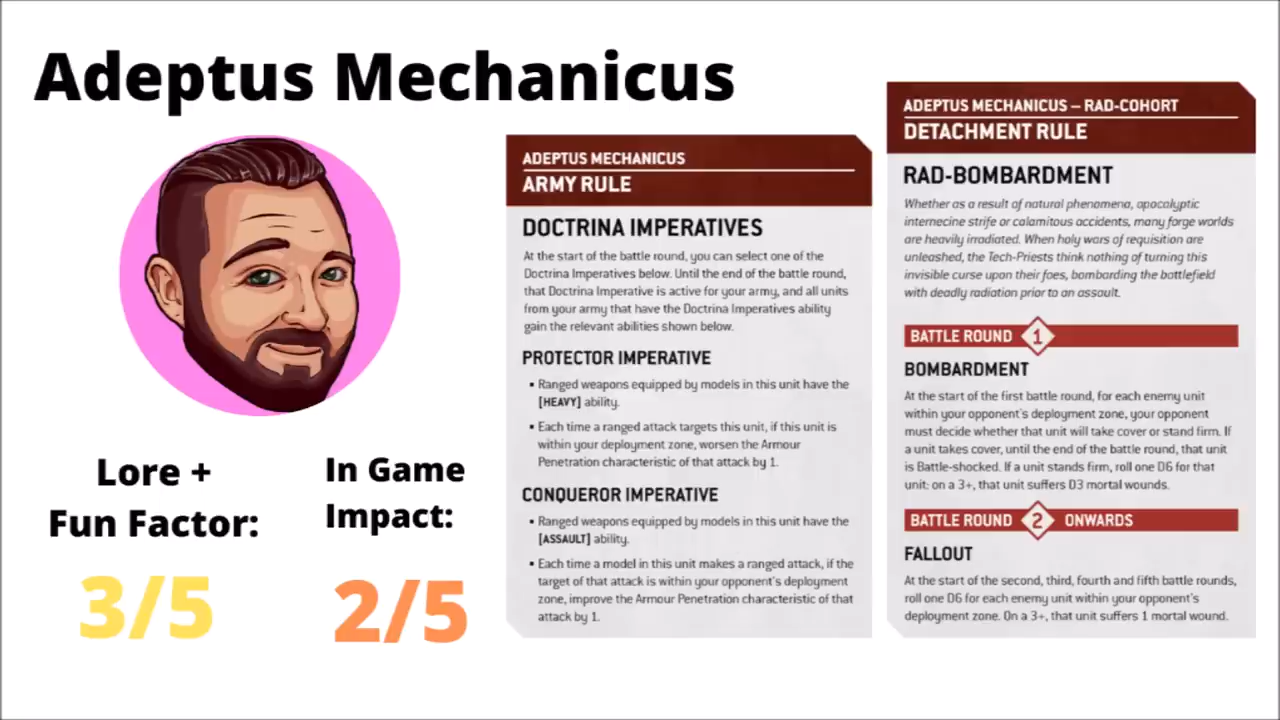 Adeptus Mechanicus
Lore +
Fun Factor:
3/5
In Game
Impact:
2/5
ADEPTUS MECHANICUS
ARMY RULE
DOCTRINA IMPERATIVES
At the start of the battle round, you can select one of the
Doctrina Imperatives below. Until the end of the battle round,
that Doctrina Imperative is active for your army, and all units
from your army that have the Doctrina Imperatives ability
gain the relevant abilities shown below.
PROTECTOR IMPERATIVE
▪ Ranged weapons equipped by models in this unit have the
[HEAVY] ability.
▪ Each time a ranged attack targets this unit, if this unit is
within your deployment zone, worsen the Armour
Penetration characteristic of that attack by 1.
CONQUEROR IMPERATIVE
▪ Ranged weapons equipped by models in this unit have the
[ASSAULT] ability.
▪ Each time a model in this unit makes a ranged attack, if the
target of that attack is within your opponent's deployment
zone, improve the Armour Penetration characteristic of that
attack by 1.
ADEPTUS MECHANICUS – RAD-COHORT
DETACHMENT RULE
RAD-BOMBARDMENT
Whether as a result of natural phenomena, apocalyptic
internecine strife or calamitous accidents, many forge worlds
are heavily irradiated. When holy wars of requisition are
unleashed, the Tech-Priests think nothing of turning this
invisible curse upon their foes, bombarding the battlefield
with deadly radiation prior to an assault.
BATTLE ROUND 1
BOMBARDMENT
At the start of the first battle round, for each enemy unit
within your opponent's deployment zone, your opponent
must decide whether that unit will take cover or stand firm. If
a unit takes cover, until the end of the battle round, that unit
is Battle-shocked. If a unit stands firm, roll one D6 for that
unit: on a 3+, that unit suffers D3 mortal wounds.
BATTLE ROUND 2 ONWARDS
FALLOUT
At the start of the second, third, fourth and fifth battle rounds,
roll one D6 for each enemy unit within your opponent's
deployment zone. On a 3+, that unit suffers 1 mortal wound.